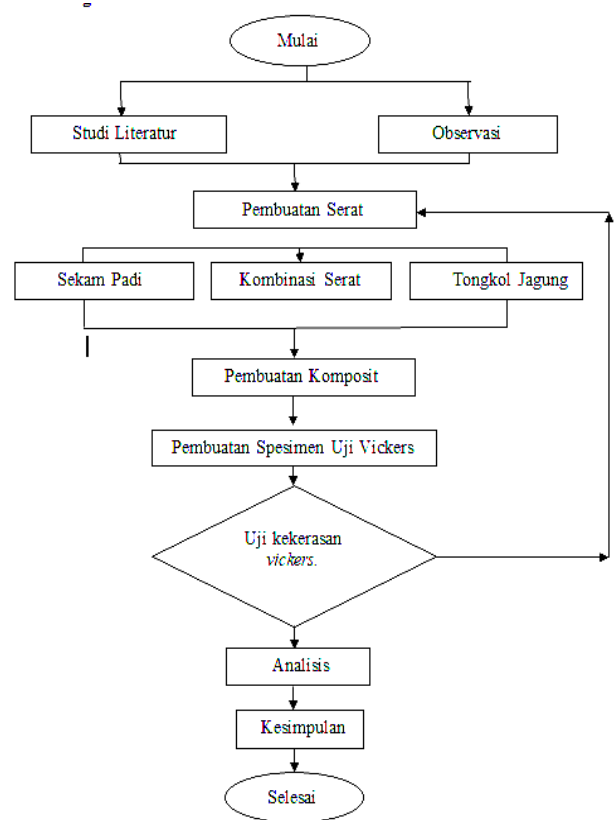 Mulai
Studi Literatur
Observasi
Pembuatan Serat
Sekam Padi
Kombinasi Serat
Tongkol Jagung
Pembuatan Komposit
Pembuatan Spesimen Uji Vickers
Uji kekerasan
vickers.
Analisis
Kesimpulan
Selesai